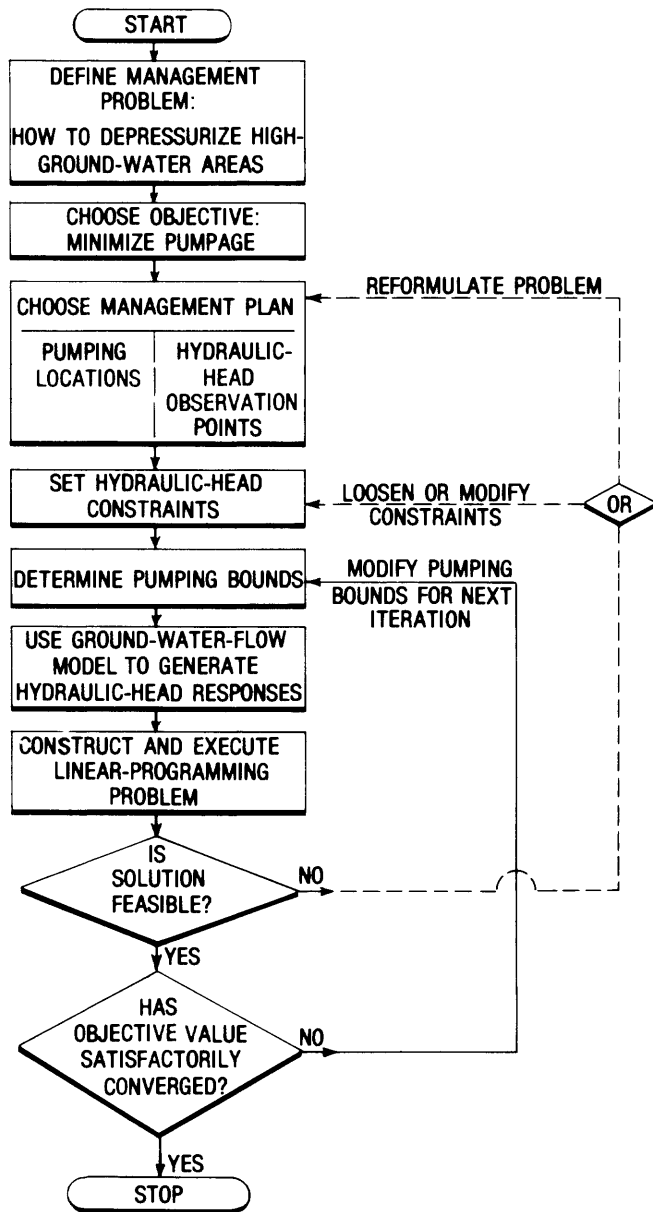 START
DEFINE MANAGEMENT
PROBLEM:
HOW TO DEPRESSURIZE HIGH-
GROUND-WATER AREAS
CHOOSE OBJECTIVE:
MINIMIZE PUMPAGE
REFORMULATE PROBLEM
CHOOSE MANAGEMENT PLAN
PUMPING
LOCATIONS
HYDRAULIC-
HEAD
OBSERVATION
POINTS
SET HYDRAULIC-HEAD
CONSTRAINTS
LOOSEN OR MODIFY
CONSTRAINTS
OR
DETERMINE PUMPING BOUNDS
MODIFY PUMPING
BOUNDS FOR NEXT
ITERATION
USE GROUND-WATER-FLOW
MODEL TO GENERATE
HYDRAULIC-HEAD RESPONSES
CONSTRUCT AND EXECUTE
LINEAR-PROGRAMMING
PROBLEM
IS
SOLUTION
FEASIBLE?
NO
YES
HAS
OBJECTIVE VALUE
SATISFACTORILY
CONVERGED?
NO
YES
STOP